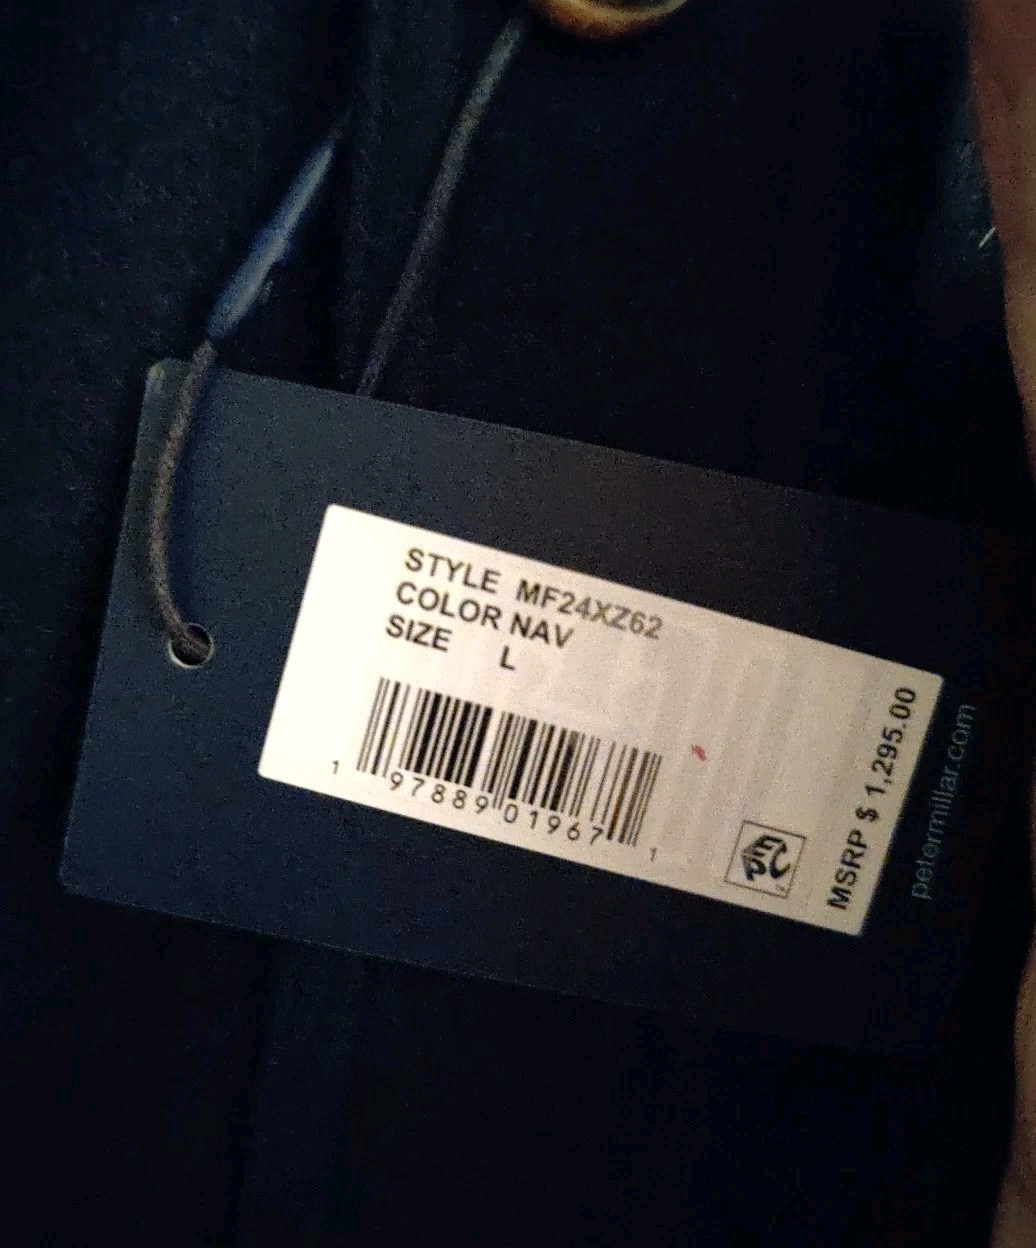 STYLE MF24XZ62
COLOR NAV
SIZE L
1 97889 01967 1
MSRP $ 1,295.00
petermillar.com